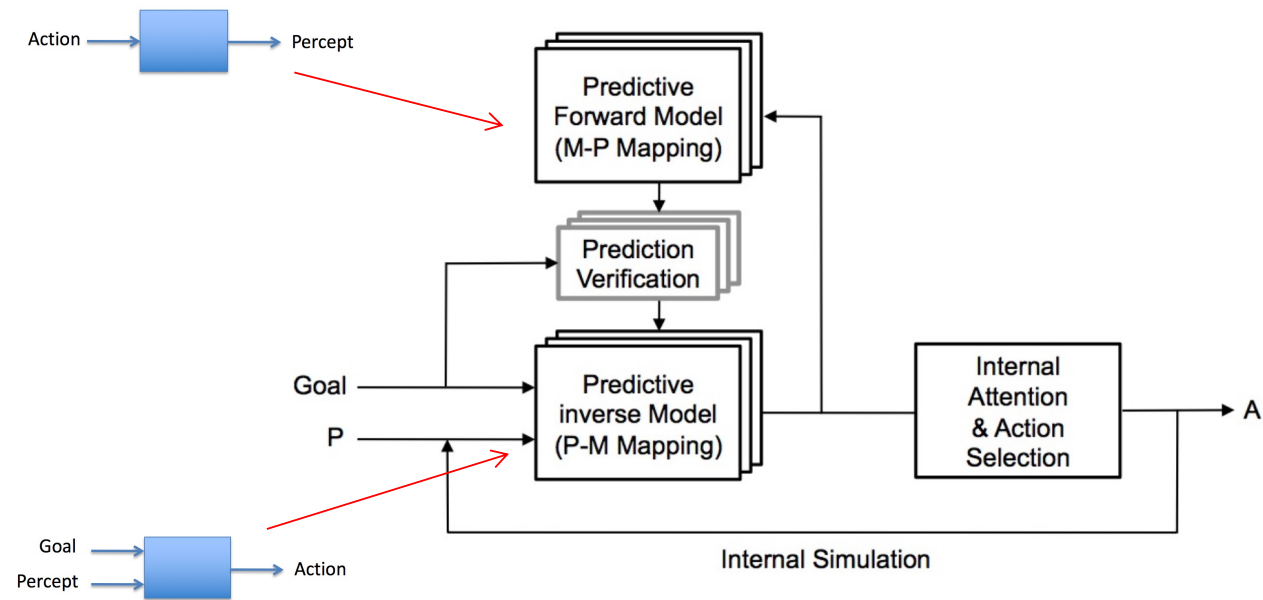 Action
Percept
Predictive
Forward Model
(M-P Mapping)
Prediction
Verification
Goal
P
Predictive
inverse Model
(P-M Mapping)
Internal
Attention
& Action
Selection
A
Internal Simulation
Goal
Percept
Action